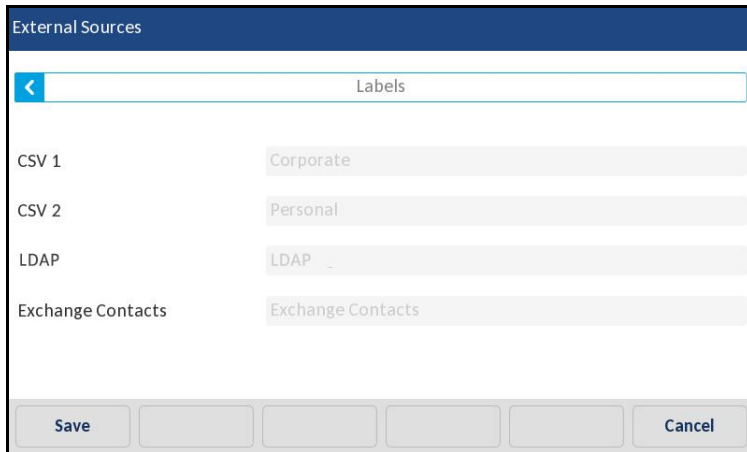 External Sources
Labels
CSV 1 Corporate
CSV 2 Personal
LDAP LDAP
Exchange Contacts Exchange Contacts
Save Cancel